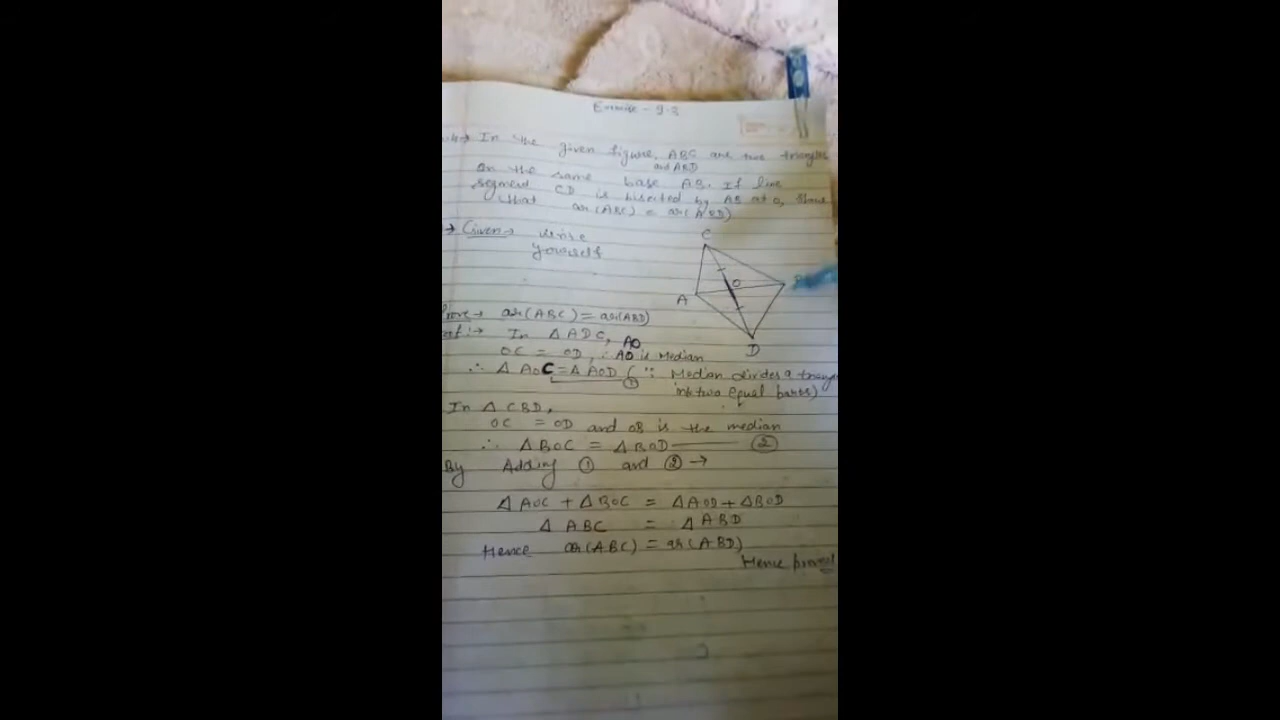 Exercise - 9.3
In the given figure, ABC are two triangles
and ABD
on the same base AB. If line
segment CD is bisected by AB at O, show
that ar(ABC) = ar(ABD)
→ Given → write
yourself
C
O
A
D
Prove → ar(ABC) = ar(ABD)
In △ ADC, AO
OC = OD, ∴ AO is Median
∴ △ AOC = △ AOD (∵ Median divides a triangle
① into two equal parts)
In △ CBD,
OC = OD and OB is the median
∴ △ BOC = △ BOD ②
By Adding ① and ② →
△ AOC + △ BOC = △ AOD + △ BOD
△ ABC = △ ABD
Hence ar(ABC) = ar(ABD)
Hence proved